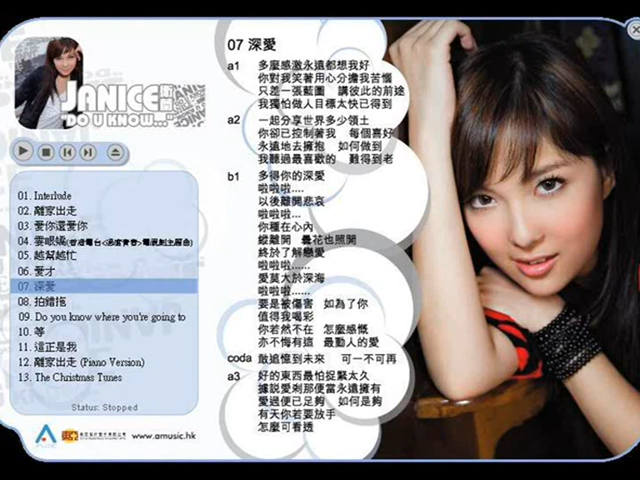 JANICE 衛蘭
"DO U KNOW..."
01. Interlude
02. 離家出走
03. 愛你還愛你
05. 越幫越忙
06. 愛才
07 深愛
08 拍錯拖
09. Do you know where you're going to
10. 等
11. 這正是我
12. 離家出走 (Piano Version)
13. The Christmas Tunes
Status: Stopped
www.amusic.hk
07 深愛
a1 多麼感激永遠都想我好
你對我笑著用心分擔我苦惱
只差一張藍圖 講彼此的前途
我獨怕做人目標太快已得到
a2 一起分享世界多少領土
你卻已控制著我 每個喜好
永遠地去擁抱 如何做到
我聽過最喜歡的 難得到老
b1 多得你的深愛
啦啦啦....
以後離開悲哀
啦啦啦...
你種在心內
縱離開 曇花也照開
終於了解戀愛
啦啦啦......
愛莫大於深海
啦啦啦......
要是被傷害 如為了你
值得我喝彩
你若然不在 怎麼感慨
亦不悔有這 最動人的愛
coda 敢追憶到未來 可一不可再
a3 好的東西最怕捉緊太久
據說愛剎那便當永遠擁有
愛過便已足夠 如何是夠
有天你若要放手
怎麼可看透